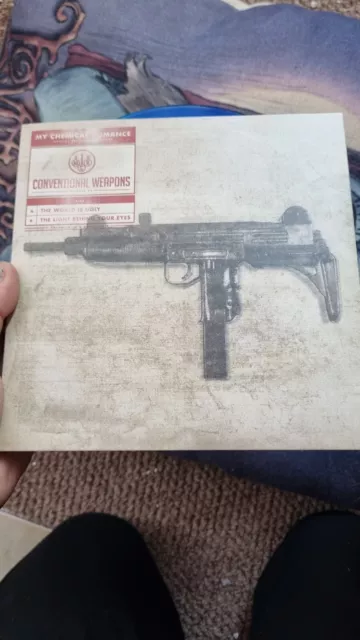 MY CHEMICAL ROMANCE
CONVENTIONAL WEAPONS
THE WORLD IS UGLY
THE LIGHT BEHIND YOUR EYES